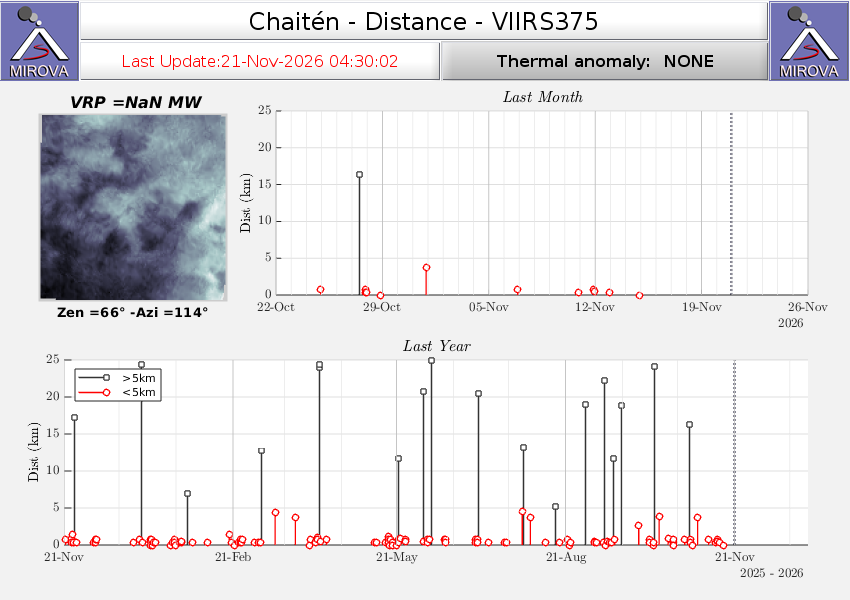 Chaitén - Distance - VIIRS375
MIROVA
Last Update:21-Nov-2026 04:30:02
Thermal anomaly: NONE
MIROVA
VRP =NaN MW
Zen =66° -Azi =114°
Last Month
Dist (km)
25
20
15
10
5
0
22-Oct 29-Oct 05-Nov 12-Nov 19-Nov 26-Nov
2026
Last Year
Dist (km)
25
20
15
10
5
0
>5km
<5km
21-Nov 21-Feb 21-May 21-Aug 21-Nov
2025 - 2026